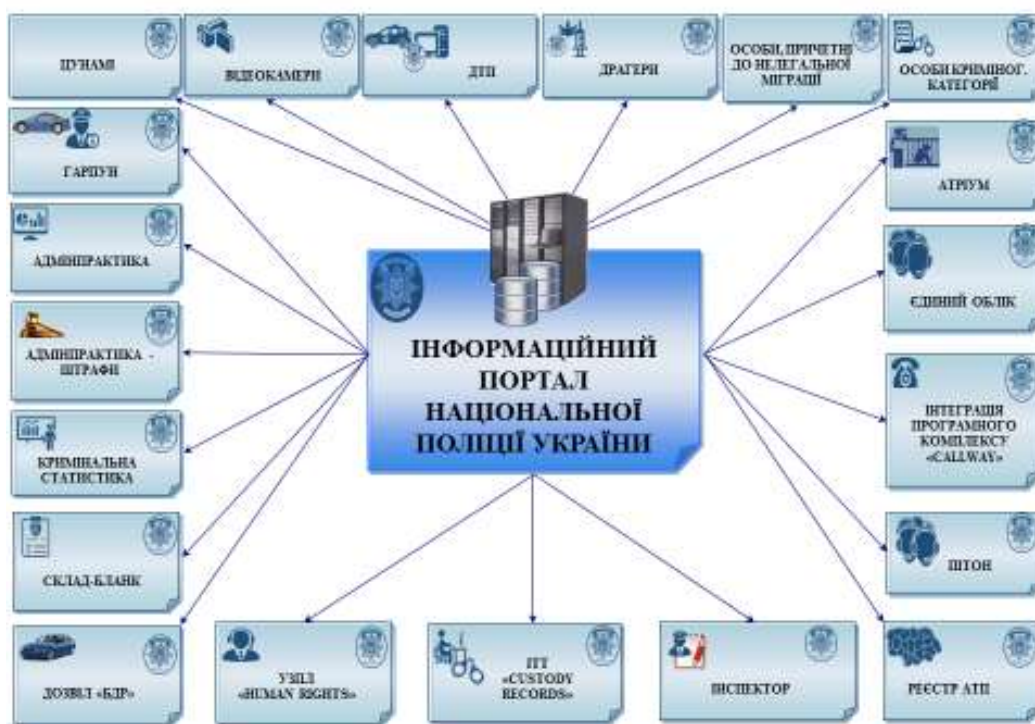 ЦУНАМІ
ВІДЕОКАМЕРИ
ДТП
ДРАГЕРИ
ОСОБИ, ПРИЧЕТНІ
ДО НЕЛЕГАЛЬНОЇ
МІГРАЦІЇ
ОСОБИ КРИМІНОГ.
КАТЕГОРІЇ
ГАРПУН
АТРІУМ
АДМІНПРАКТИКА
ЄДИНИЙ ОБЛІК
ІНФОРМАЦІЙНИЙ
ПОРТАЛ
НАЦІОНАЛЬНОЇ
ПОЛІЦІЇ УКРАЇНИ
АДМІНПРАКТИКА -
ШТРАФИ
ІНТЕГРАЦІЯ
ПРОГРАМНОГО
КОМПЛЕКСУ
«CALLWAY»
КРИМІНАЛЬНА
СТАТИСТИКА
СКЛАД-БЛАНК
ПІТОН
ДОЗВІЛ «БДР»
УЗІПЛ
«HUMAN RIGHTS»
ІТТ
«CUSTODY
RECORDS»
ІНСПЕКТОР
РЕЄСТР АТП